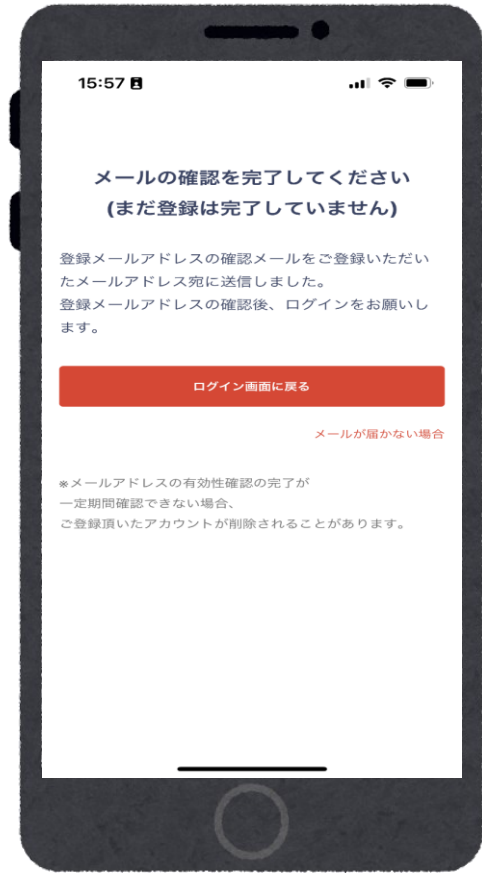 15:57
メールの確認を完了してください
(まだ登録は完了していません)
登録メールアドレスの確認メールをご登録いただい
たメールアドレス宛に送信しました。
登録メールアドレスの確認後、ログインをお願いし
ます。
ログイン画面に戻る
メールが届かない場合
※メールアドレスの有効性確認の完了が
一定期間確認できない場合、
ご登録頂いたアカウントが削除されることがあります。